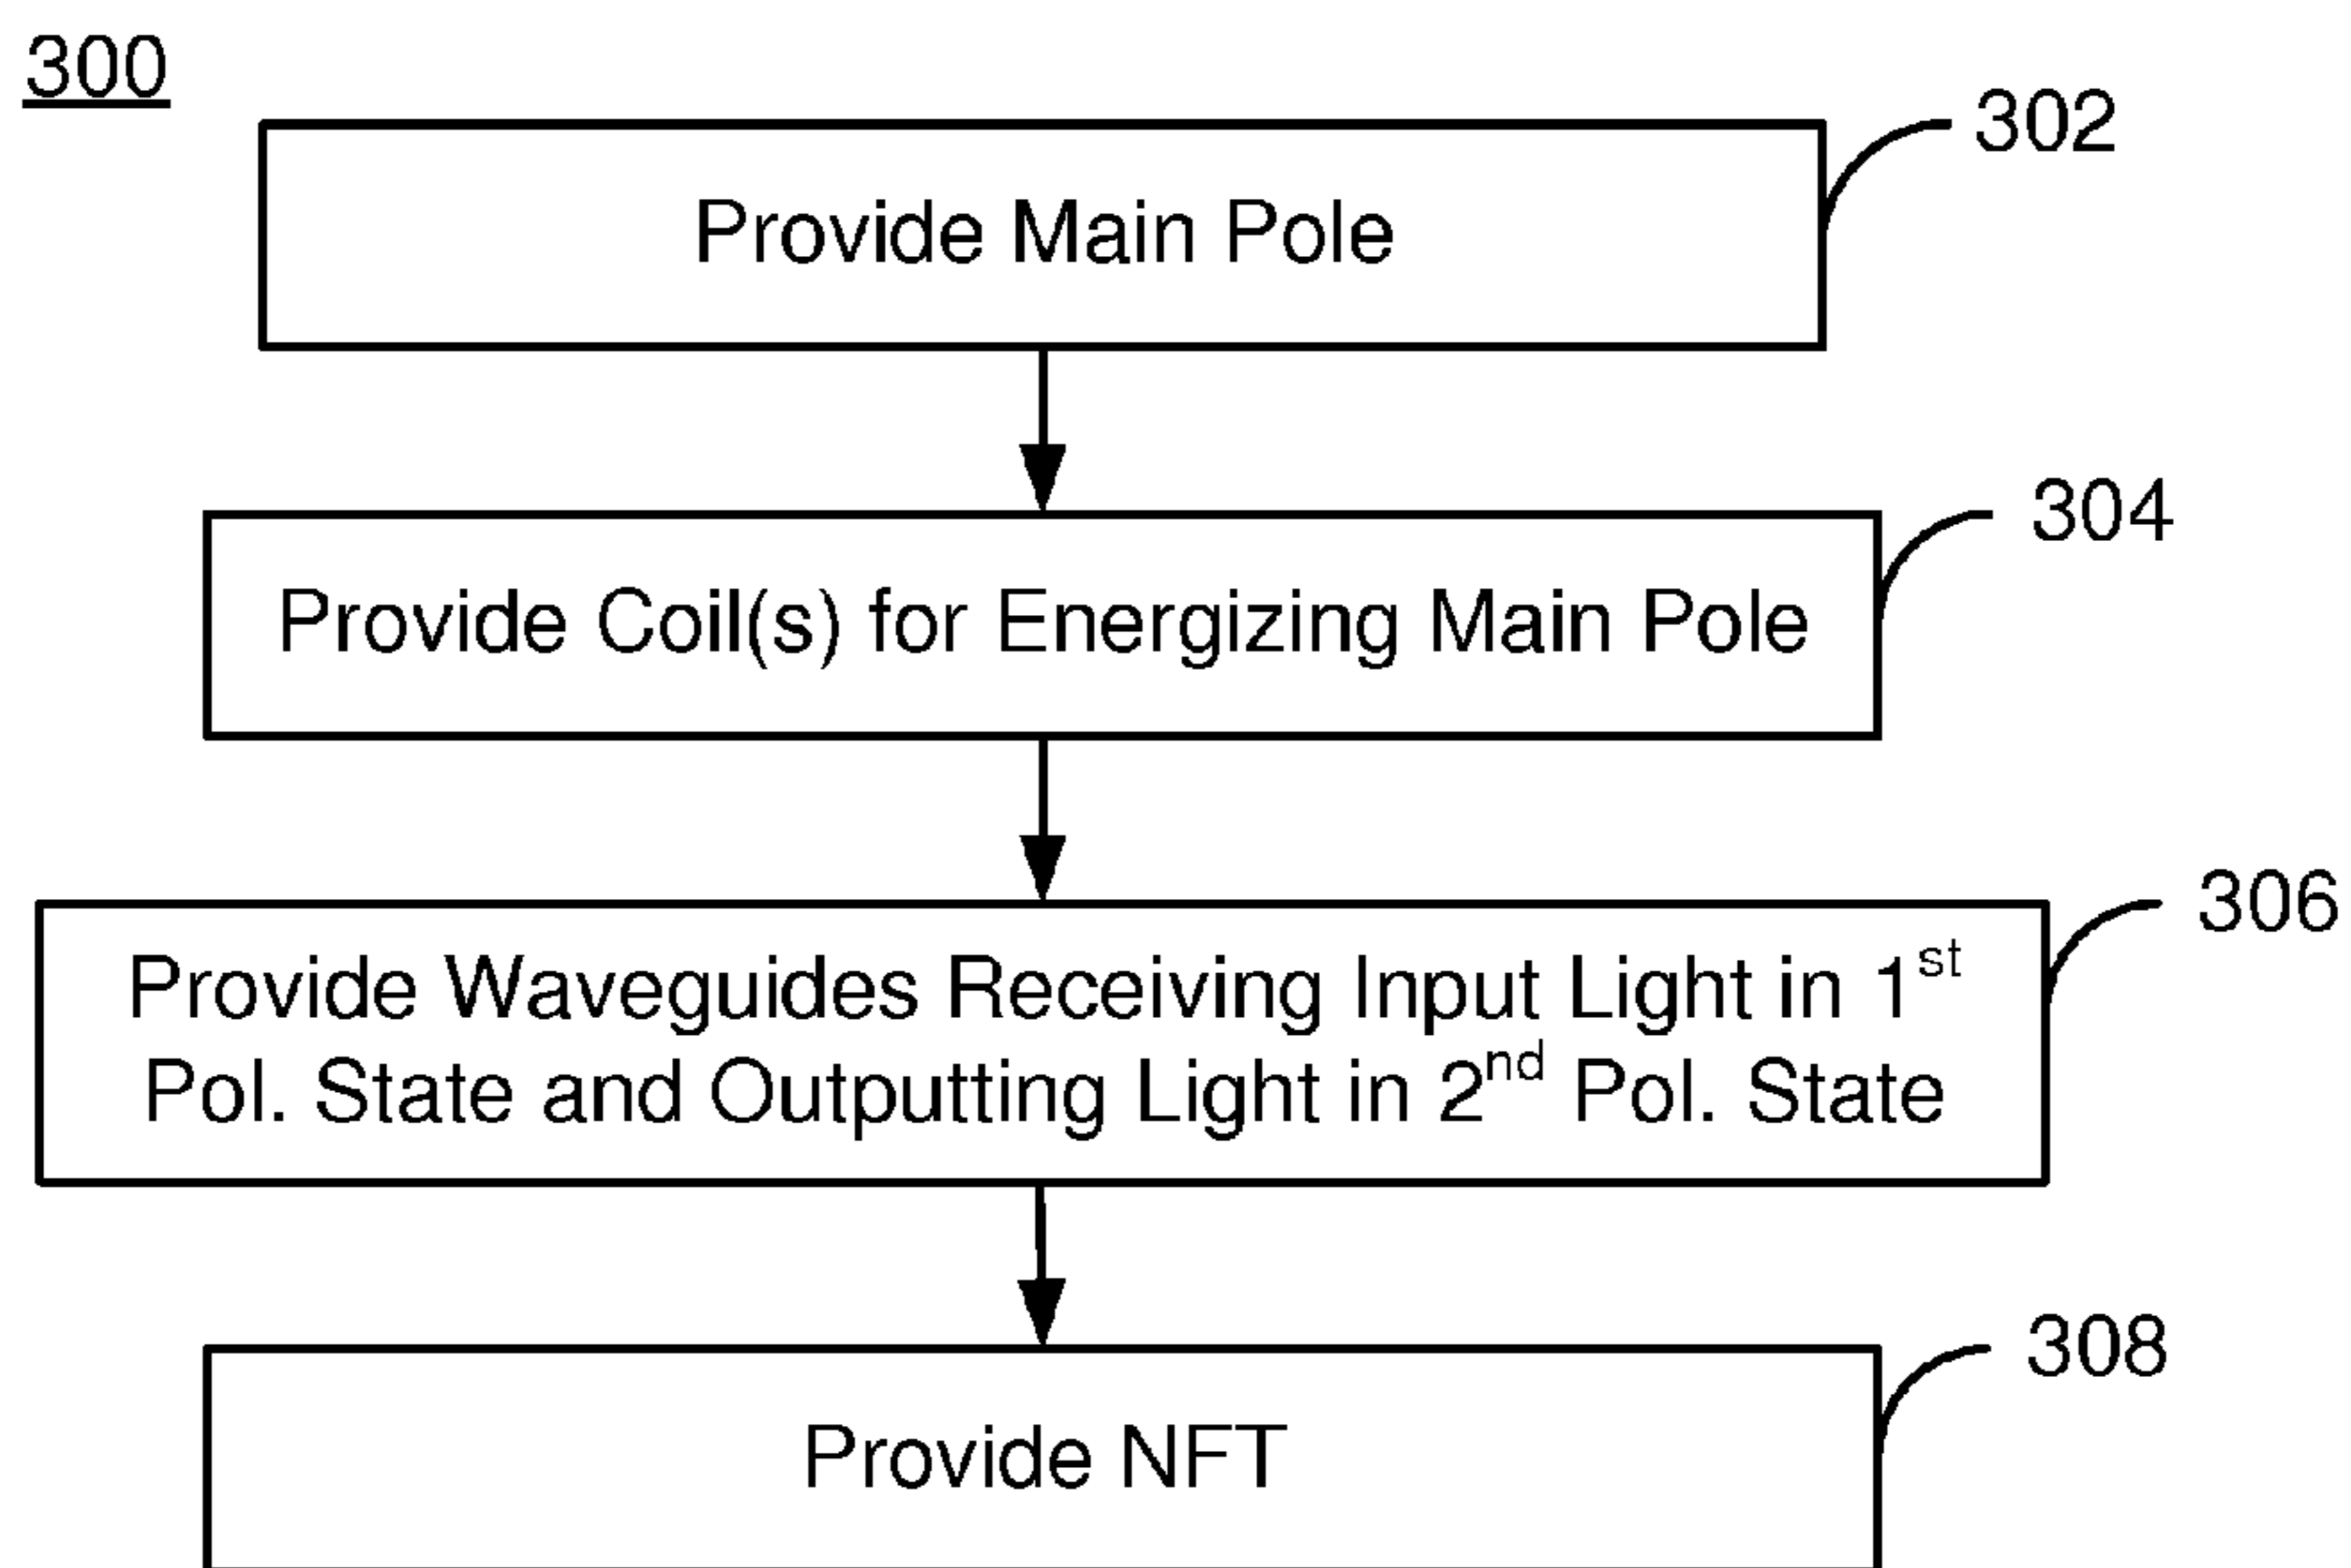 300
302
Provide Main Pole
304
Provide Coil(s) for Energizing Main Pole
306
Provide Waveguides Receiving Input Light in 1st
Pol. State and Outputting Light in 2nd Pol. State
308
Provide NFT